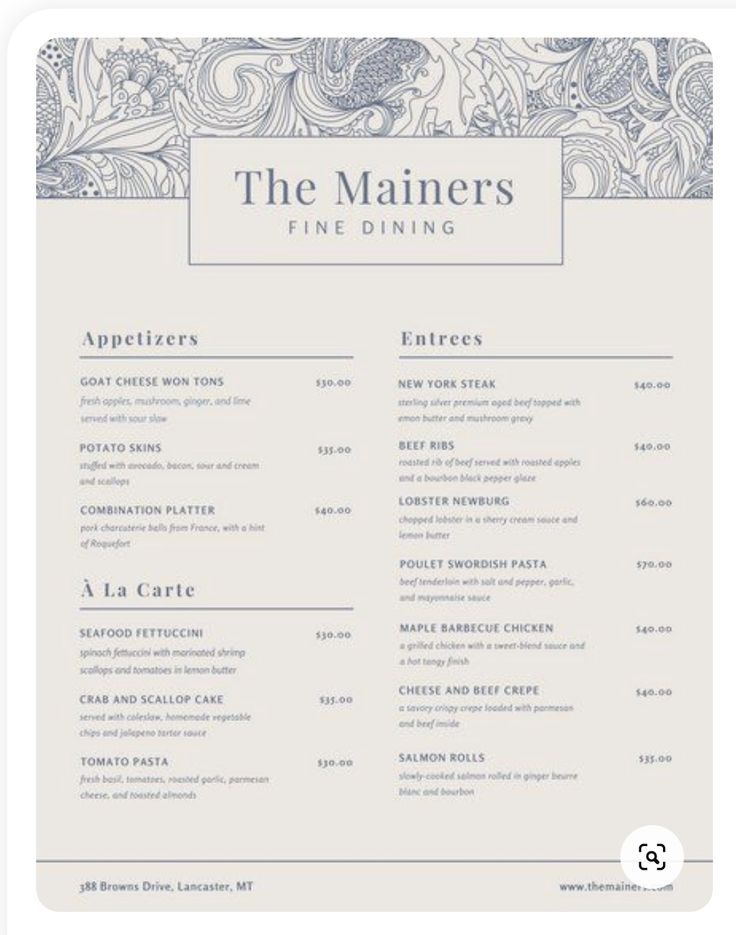 The Mainers
FINE DINING
Appetizers
GOAT CHEESE WON TONS $30.00
fresh apples, mushroom, ginger, and lime
served with sour slaw
POTATO SKINS $35.00
stuffed with avocado, bacon, sour and cream
and scallops
COMBINATION PLATTER $40.00
pork charcuterie balls from France, with a hint
of Roquefort
À La Carte
SEAFOOD FETTUCCINI $30.00
spinach fettuccini with marinated shrimp
scallops and tomatoes in lemon butter
CRAB AND SCALLOP CAKE $35.00
served with coleslaw, homemade vegetable
chips and jalapeno tartar sauce
TOMATO PASTA $30.00
fresh basil, tomatoes, roasted garlic, parmesan
cheese, and toasted almonds
Entrees
NEW YORK STEAK $40.00
sterling silver premium aged beef topped with
emon butter and mushroom gravy
BEEF RIBS $40.00
roasted rib of beef served with roasted apples
and a bourbon black pepper glaze
LOBSTER NEWBURG $60.00
chopped lobster in a sherry cream sauce and
lemon butter
POULET SWORDISH PASTA $70.00
beef tenderloin with salt and pepper, garlic,
and mayonnaise sauce
MAPLE BARBECUE CHICKEN $40.00
a grilled chicken with a sweet-blend sauce and
a hot tangy finish
CHEESE AND BEEF CREPE $40.00
a savory crispy crepe loaded with parmesan
and beef inside
SALMON ROLLS $35.00
slowly-cooked salmon rolled in ginger beurre
blanc and bourbon
388 Browns Drive, Lancaster, MT